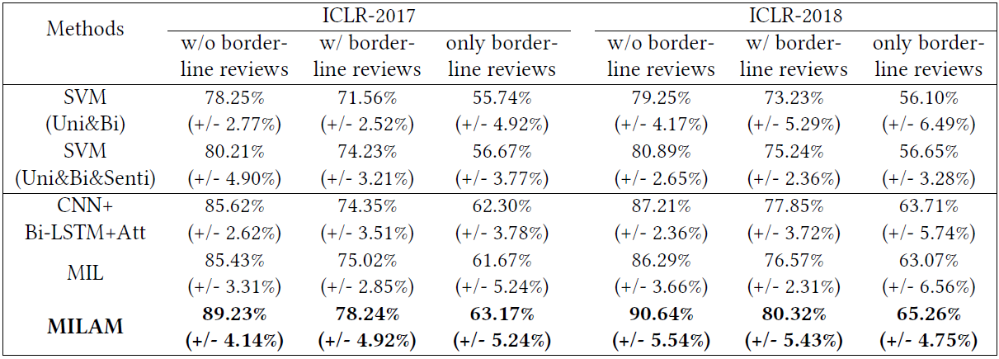 Methods ICLR-2017 ICLR-2018
w/o border- w/ border- only border- w/o border- w/ border- only border-
line reviews line reviews line reviews line reviews line reviews line reviews
SVM 78.25% 71.56% 55.74% 79.25% 73.23% 56.10%
(Uni&Bi) (+/- 2.77%) (+/- 2.52%) (+/- 4.92%) (+/- 4.17%) (+/- 5.29%) (+/- 6.49%)
SVM 80.21% 74.23% 56.67% 80.89% 75.24% 56.65%
(Uni&Bi&Senti) (+/- 4.90%) (+/- 3.21%) (+/- 3.77%) (+/- 2.65%) (+/- 2.36%) (+/- 3.28%)
CNN+ 85.62% 74.35% 62.30% 87.21% 77.85% 63.71%
Bi-LSTM+Att (+/- 2.62%) (+/- 3.51%) (+/- 3.78%) (+/- 2.36%) (+/- 3.72%) (+/- 5.74%)
MIL 85.43% 75.02% 61.67% 86.29% 76.57% 63.07%
(+/- 3.31%) (+/- 2.85%) (+/- 5.24%) (+/- 3.66%) (+/- 2.31%) (+/- 6.56%)
MILAM 89.23% 78.24% 63.17% 90.64% 80.32% 65.26%
(+/- 4.14%) (+/- 4.92%) (+/- 5.24%) (+/- 5.54%) (+/- 5.43%) (+/- 4.75%)